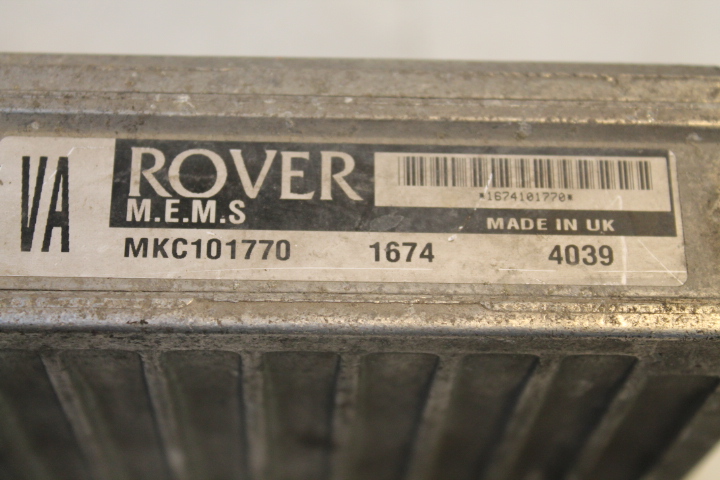 VA
ROVER
M.E.M.S
*1674101770*
MADE IN UK
MKC101770 1674 4039